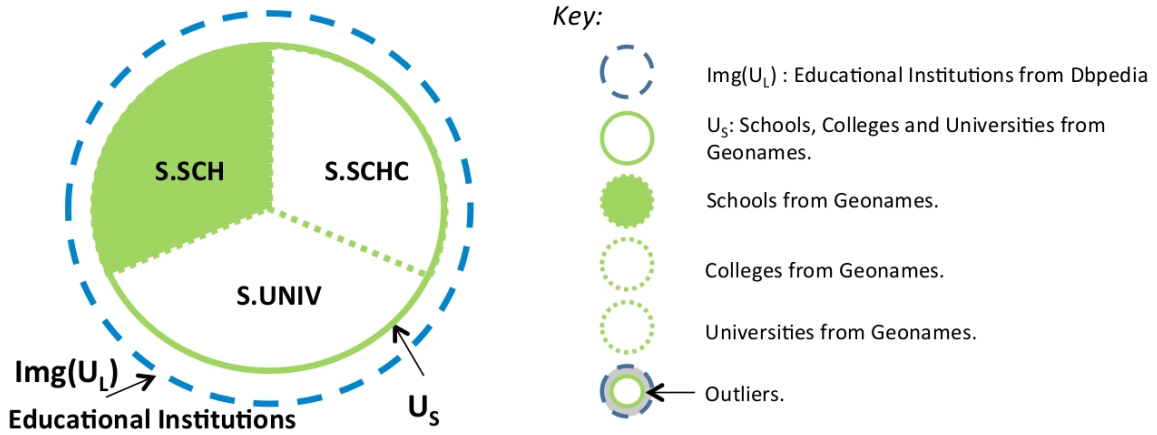 Key:
Img(UL) : Educational Institutions from Dbpedia
US: Schools, Colleges and Universities from
Geonames.
Schools from Geonames.
Colleges from Geonames.
Universities from Geonames.
Outliers.
S.SCH
S.SCHC
S.UNIV
Img(UL)
Educational Institutions
US